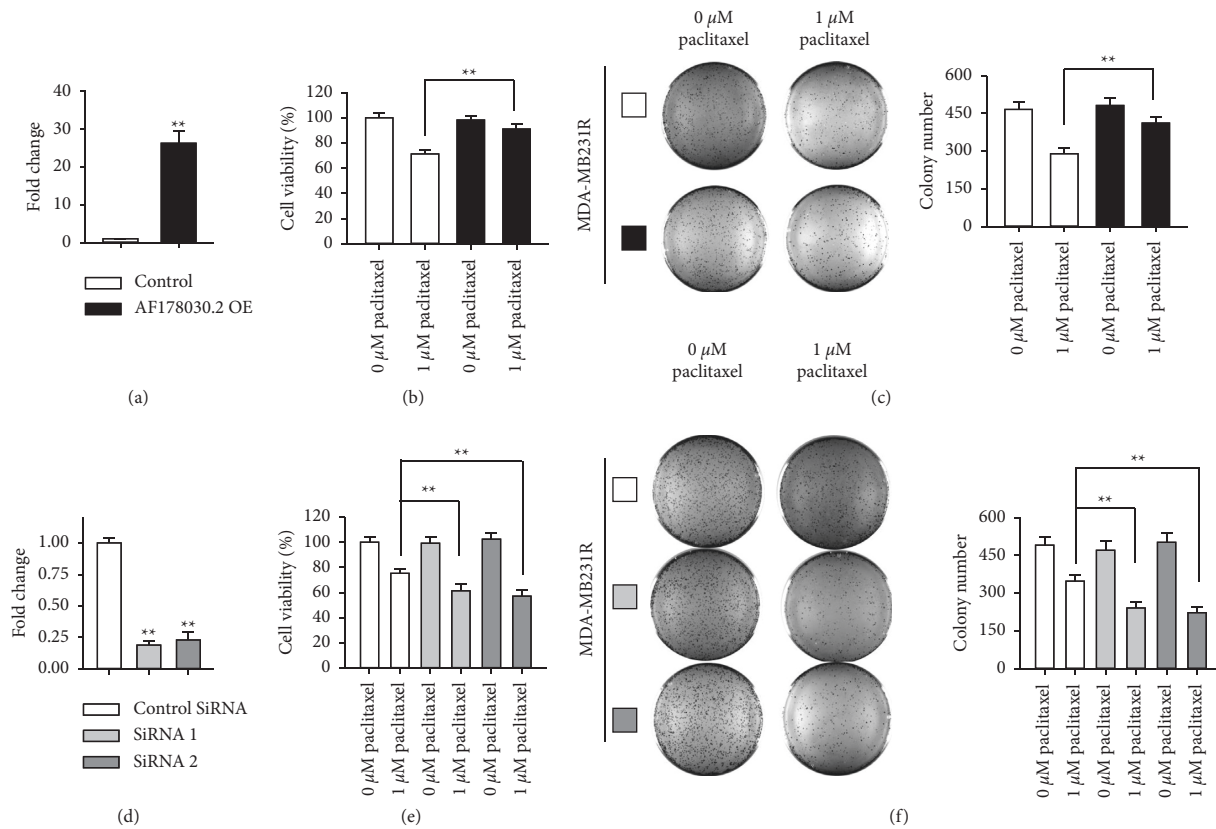 40
30
20
10
0
Fold change
**
Control
AF178030.2 OE
(a)
120
100
80
60
40
20
0
Cell viability (%)
**
0 μM paclitaxel
1 μM paclitaxel
0 μM paclitaxel
1 μM paclitaxel
(b)
0 μM
paclitaxel
1 μM
paclitaxel
MDA-MB231R
600
450
300
150
0
Colony number
**
0 μM paclitaxel
1 μM paclitaxel
0 μM paclitaxel
1 μM paclitaxel
(c)
1.00
0.75
0.50
0.25
0.00
Fold change
**
**
Control SiRNA
SiRNA 1
SiRNA 2
(d)
120
100
80
60
40
20
0
Cell viability (%)
**
**
0 μM paclitaxel
1 μM paclitaxel
0 μM paclitaxel
1 μM paclitaxel
0 μM paclitaxel
1 μM paclitaxel
(e)
0 μM
paclitaxel
1 μM
paclitaxel
MDA-MB231R
600
450
300
150
0
Colony number
**
**
0 μM paclitaxel
1 μM paclitaxel
0 μM paclitaxel
1 μM paclitaxel
0 μM paclitaxel
1 μM paclitaxel
(f)